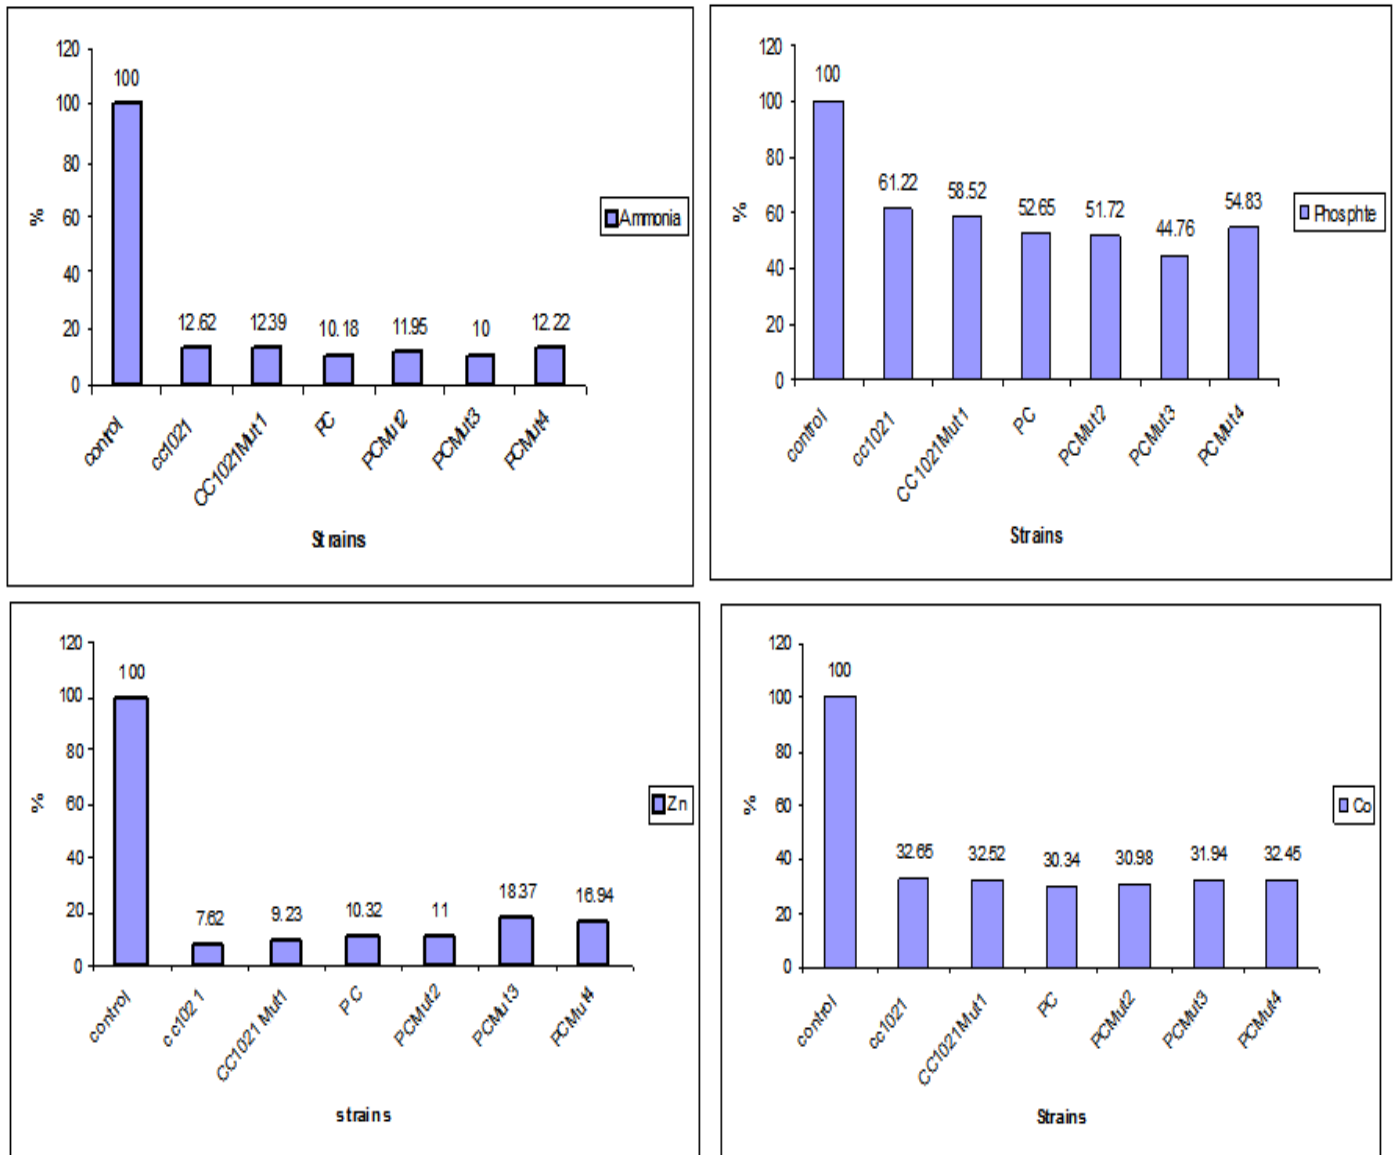 120
100
80
60
40
20
0
%
100
12.62
12.39
10.18
11.95
10
12.22
control
cc1021
CC1021Mut1
PC
PCMut2
PCMut3
PCMut4
Strains
Ammonia
120
100
80
60
40
20
0
%
100
61.22
58.52
52.65
51.72
44.76
54.83
control
cc1021
CC1021Mut1
PC
PCMut2
PCMut3
PCMut4
Strains
Phosphte
120
100
80
60
40
20
0
%
100
7.62
9.23
10.32
11
18.37
16.94
control
cc1021
CC1021Mut1
PC
PCMut2
PCMut3
PCMut4
strains
Zn
120
100
80
60
40
20
0
%
100
32.65
32.52
30.34
30.98
31.94
32.45
control
cc1021
CC1021Mut1
PC
PCMut2
PCMut3
PCMut4
Strains
Co